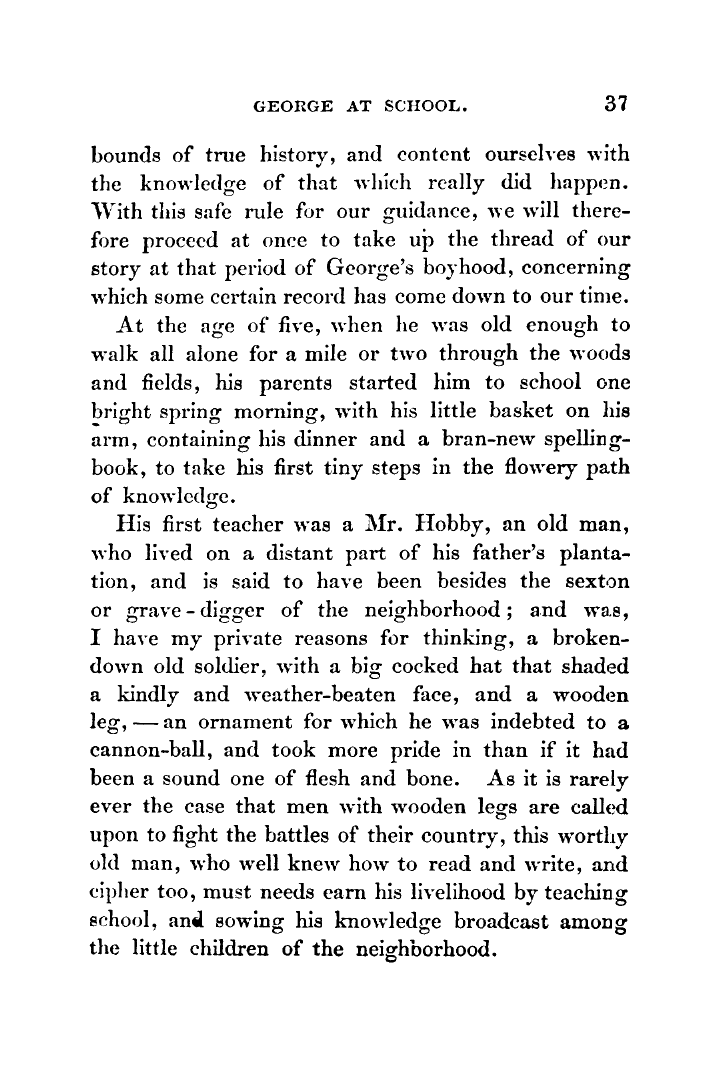 GEORGE AT SCHOOL. 37
bounds of true history, and content ourselves with
the knowledge of that which really did happen.
With this safe rule for our guidance, we will there-
fore proceed at once to take up the thread of our
story at that period of George's boyhood, concerning
which some certain record has come down to our time.
At the age of five, when he was old enough to
walk all alone for a mile or two through the woods
and fields, his parents started him to school one
bright spring morning, with his little basket on his
arm, containing his dinner and a bran-new spelling-
book, to take his first tiny steps in the flowery path
of knowledge.
His first teacher was a Mr. Hobby, an old man,
who lived on a distant part of his father's planta-
tion, and is said to have been besides the sexton
or grave-digger of the neighborhood; and was,
I have my private reasons for thinking, a broken-
down old soldier, with a big cocked hat that shaded
a kindly and weather-beaten face, and a wooden
leg, — an ornament for which he was indebted to a
cannon-ball, and took more pride in than if it had
been a sound one of flesh and bone. As it is rarely
ever the case that men with wooden legs are called
upon to fight the battles of their country, this worthy
old man, who well knew how to read and write, and
cipher too, must needs earn his livelihood by teaching
school, and sowing his knowledge broadcast among
the little children of the neighborhood.